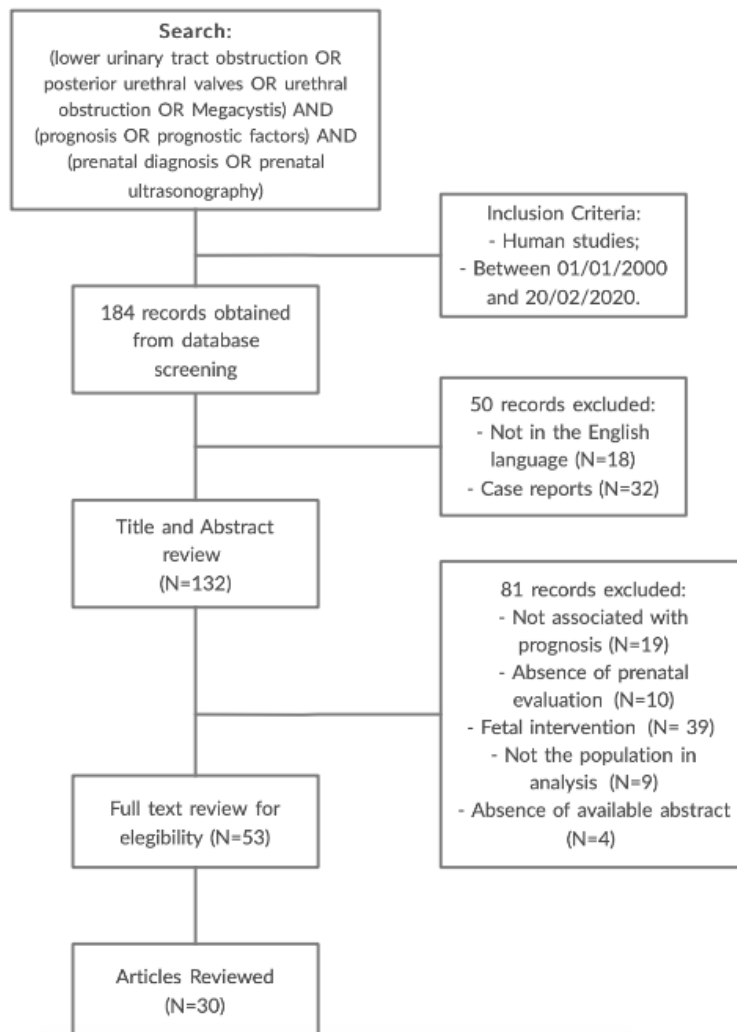 Search:
(lower urinary tract obstruction OR
posterior urethral valves OR urethral
obstruction OR Megacystis) AND
(prognosis OR prognostic factors) AND
(prenatal diagnosis OR prenatal
ultrasonography)
Inclusion Criteria:
- Human studies;
- Between 01/01/2000
and 20/02/2020.
184 records obtained
from database
screening
50 records excluded:
- Not in the English
language (N=18)
- Case reports (N=32)
Title and Abstract
review
(N=132)
81 records excluded:
- Not associated with
prognosis (N=19)
- Absence of prenatal
evaluation (N=10)
- Fetal intervention (N= 39)
- Not the population in
analysis (N=9)
- Absence of available abstract
(N=4)
Full text review for
elegibility (N=53)
Articles Reviewed
(N=30)